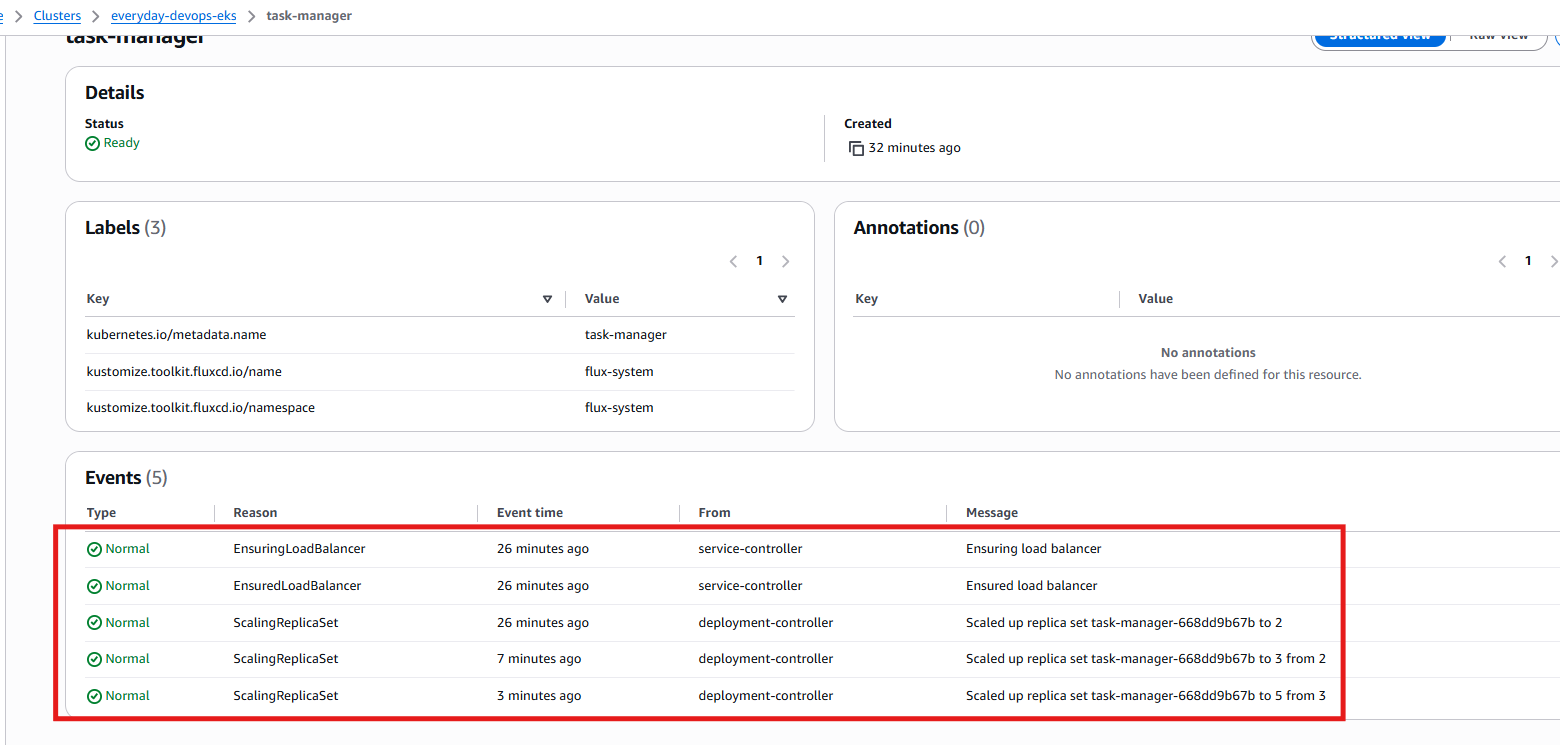 Clusters everyday-devops-eks task-manager
task-manager
Structured view Raw view
Details
Status
Ready
Created
32 minutes ago
Labels (3)
1
Key Value
kubernetes.io/metadata.name task-manager
kustomize.toolkit.fluxcd.io/name flux-system
kustomize.toolkit.fluxcd.io/namespace flux-system
Annotations (0)
1
Key Value
No annotations
No annotations have been defined for this resource.
Events (5)
Type Reason Event time From Message
Normal EnsuringLoadBalancer 26 minutes ago service-controller Ensuring load balancer
Normal EnsuredLoadBalancer 26 minutes ago service-controller Ensured load balancer
Normal ScalingReplicaSet 26 minutes ago deployment-controller Scaled up replica set task-manager-668dd9b67b to 2
Normal ScalingReplicaSet 7 minutes ago deployment-controller Scaled up replica set task-manager-668dd9b67b to 3 from 2
Normal ScalingReplicaSet 3 minutes ago deployment-controller Scaled up replica set task-manager-668dd9b67b to 5 from 3